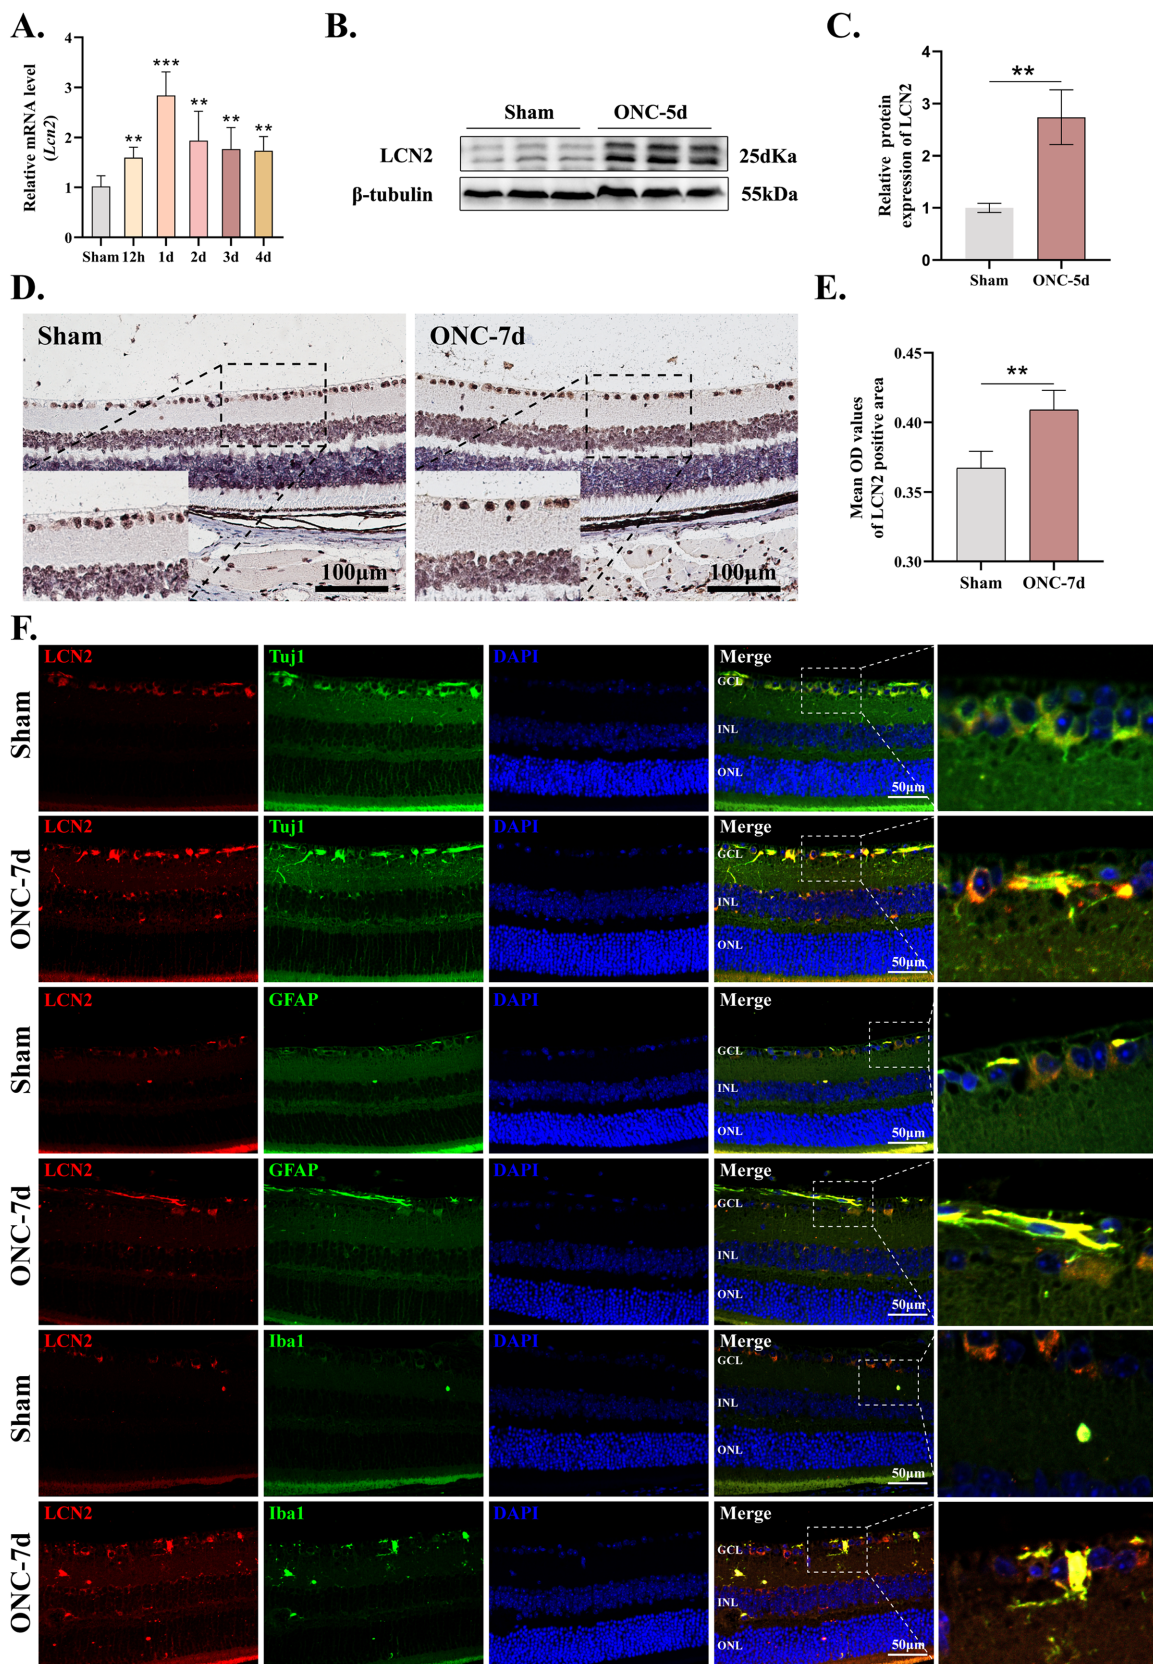 A.
Relative mRNA level
(Lcn2)
4
3
2
1
0
**
***
**
**
**
Sham 12h 1d 2d 3d 4d
B.
Sham ONC-5d
LCN2 25dKa
β-tubulin 55kDa
C.
Relative protein
expression of LCN2
4
3
2
1
0
**
Sham ONC-5d
D.
Sham
100μm
ONC-7d
100μm
E.
Mean OD values
of LCN2 positive area
0.45
0.40
0.35
0.30
**
Sham ONC-7d
F.
Sham
LCN2 Tuj1 DAPI Merge
GCL
INL
ONL
50μm
ONC-7d
LCN2 Tuj1 DAPI Merge
GCL
INL
ONL
50μm
Sham
LCN2 GFAP DAPI Merge
GCL
INL
ONL
50μm
ONC-7d
LCN2 GFAP DAPI Merge
GCL
INL
ONL
50μm
Sham
LCN2 Iba1 DAPI Merge
GCL
INL
ONL
50μm
ONC-7d
LCN2 Iba1 DAPI Merge
GCL
INL
ONL
50μm